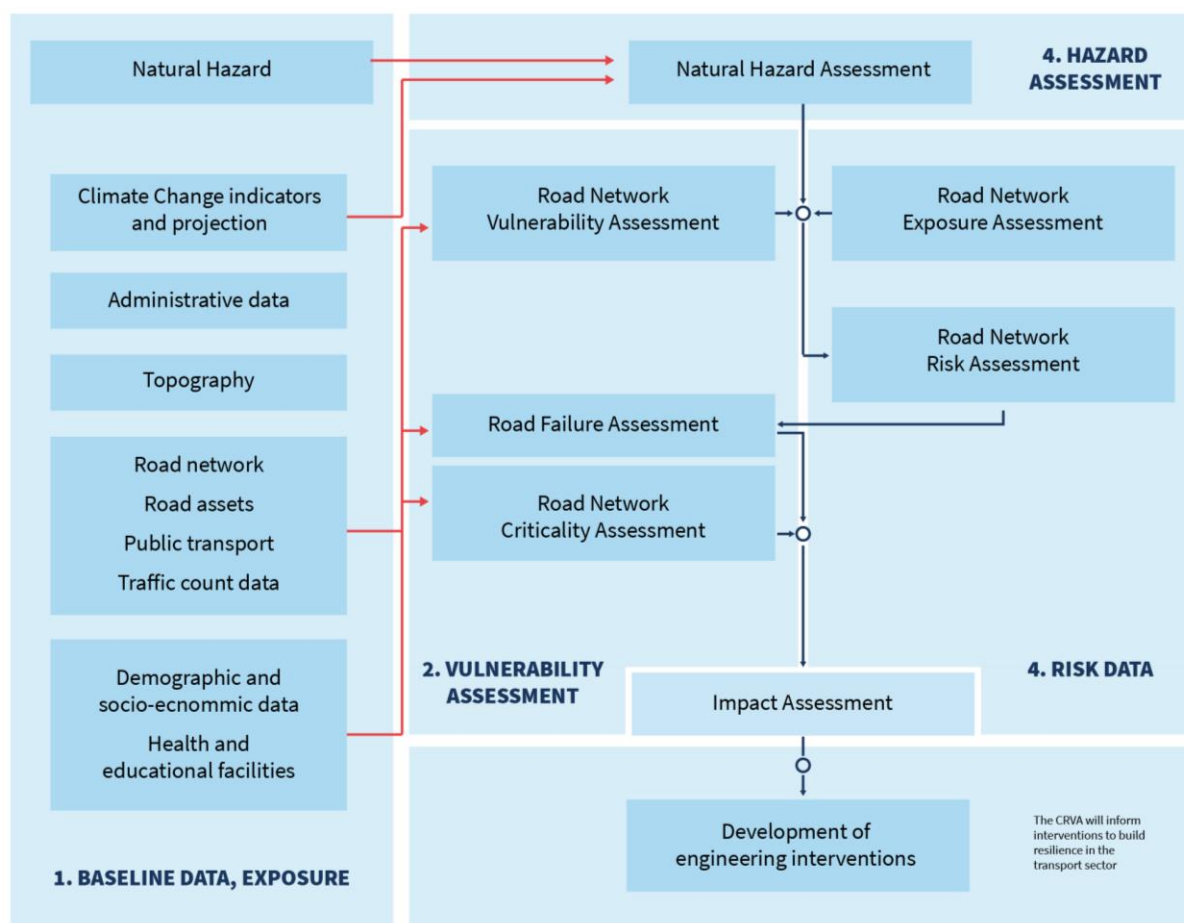 Natural Hazard
Climate Change indicators
and projection
Administrative data
Topography
Road network
Road assets
Public transport
Traffic count data
Demographic and
socio-ecnommic data
Health and
educational facilities
1. BASELINE DATA, EXPOSURE
Natural Hazard Assessment
4. HAZARD
ASSESSMENT
Road Network
Vulnerability Assessment
Road Network
Exposure Assessment
Road Network
Risk Assessment
Road Failure Assessment
Road Network
Criticality Assessment
2. VULNERABILITY
ASSESSMENT
4. RISK DATA
Impact Assessment
Development of
engineering interventions
The CRVA will inform
interventions to build
resilience in the
transport sector